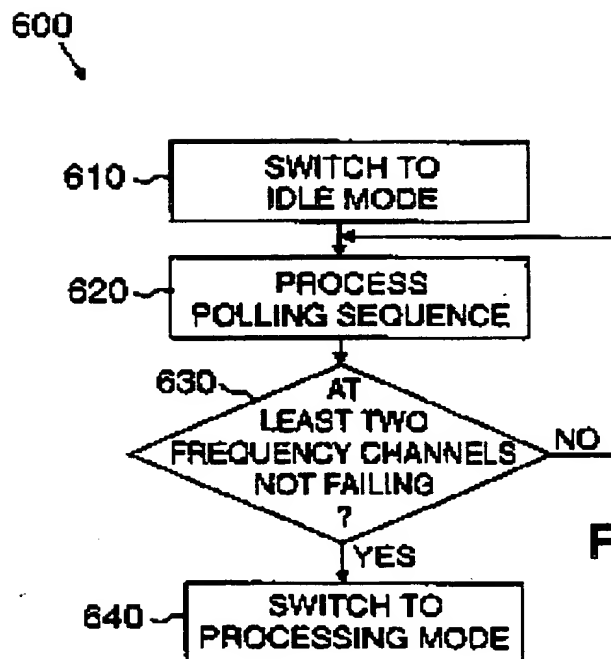 600
610
SWITCH TO
IDLE MODE
620
PROCESS
POLLING SEQUENCE
630
AT
LEAST TWO
FREQUENCY CHANNELS
NOT FAILING
?
NO
F
YES
640
SWITCH TO
PROCESSING MODE